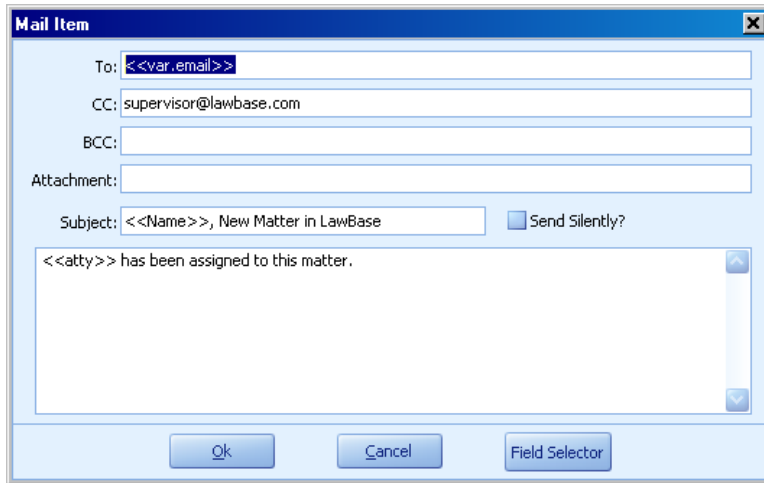 Mail Item
To: <<var.email>>
CC: supervisor@lawbase.com
BCC:
Attachment:
Subject: <<Name>>, New Matter in LawBase
Send Silently?
<<atty>> has been assigned to this matter.
Ok Cancel Field Selector